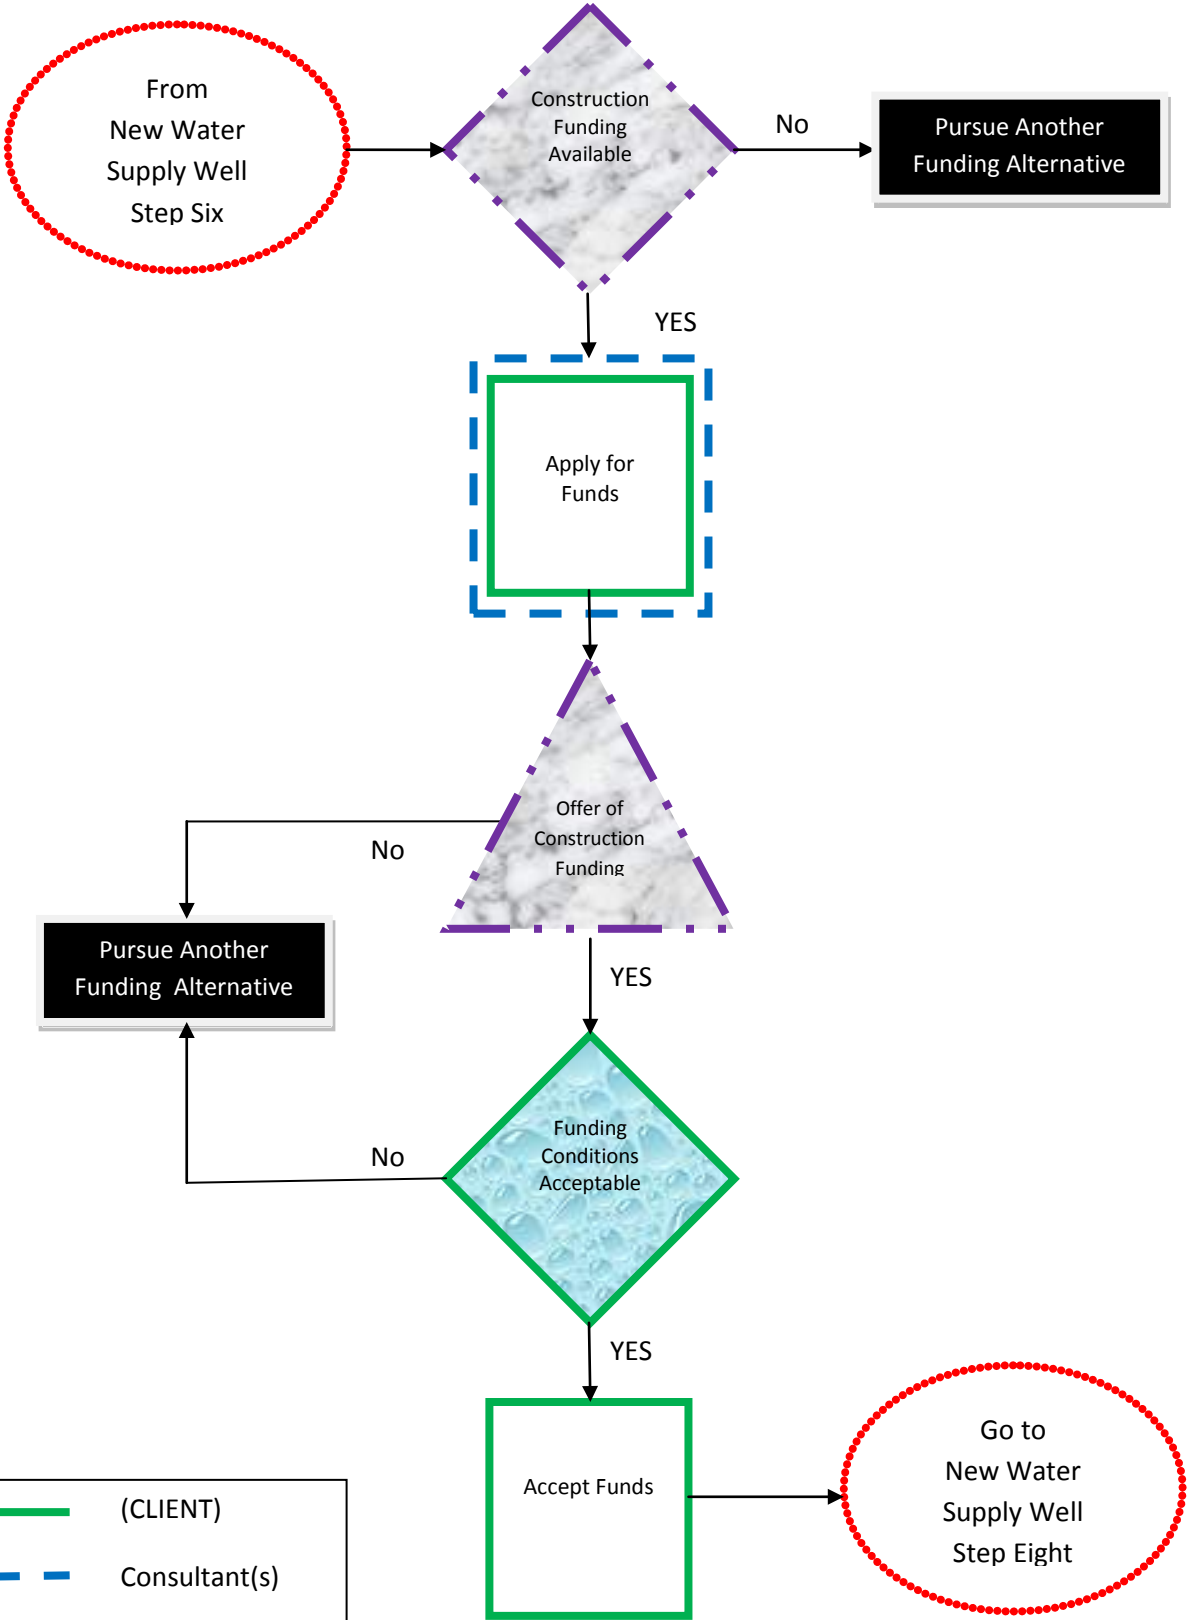 From
New Water
Supply Well
Step Six
Construction
Funding
Available
No
Pursue Another
Funding Alternative
YES
Apply for
Funds
Offer of
Construction
Funding
No
Pursue Another
Funding  Alternative
YES
Funding
Conditions
Acceptable
No
YES
Accept Funds
Go to
New Water
Supply Well
Step Eight
(CLIENT)
Consultant(s)